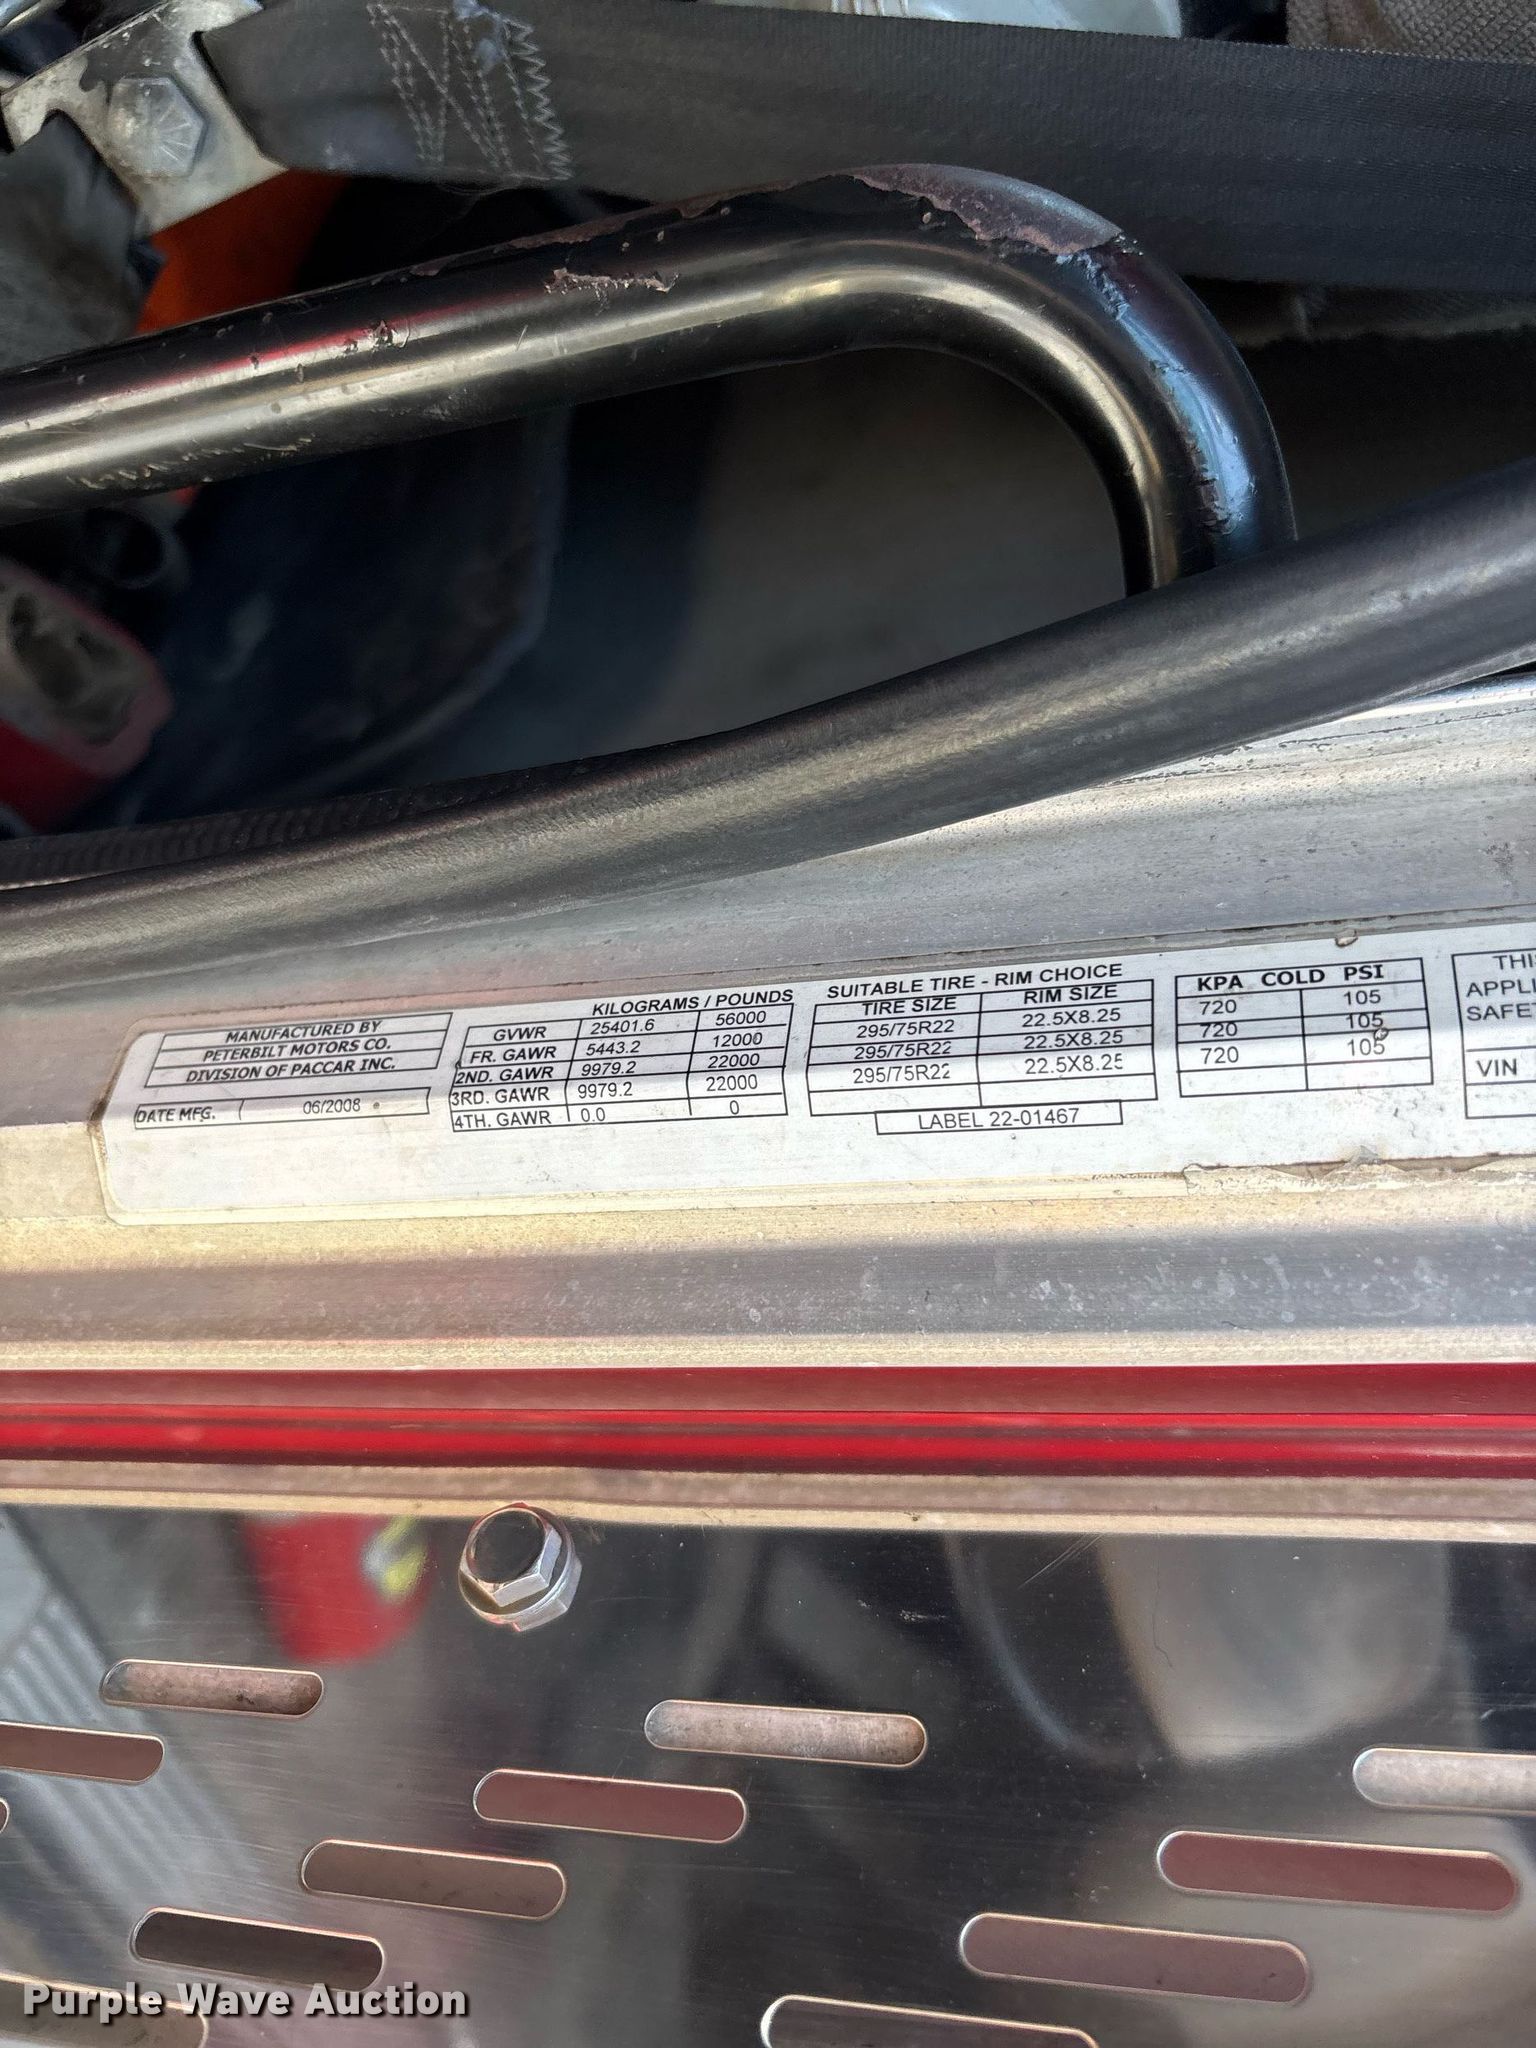 MANUFACTURED BY
PETERBILT MOTORS CO.
DIVISION OF PACCAR INC.
DATE MFG. 06/2008
KILOGRAMS / POUNDS
GVWR 25401.6 56000
FR. GAWR 5443.2 12000
2ND. GAWR 9979.2 22000
3RD. GAWR 9979.2 22000
4TH. GAWR 0.0 0
SUITABLE TIRE - RIM CHOICE
TIRE SIZE RIM SIZE
295/75R22 22.5X8.25
295/75R22 22.5X8.25
295/75R22 22.5X8.25
LABEL 22-01467
KPA COLD PSI
720 105
720 105
720 105
THI
APPLI
SAFE
VIN
Purple Wave Auction